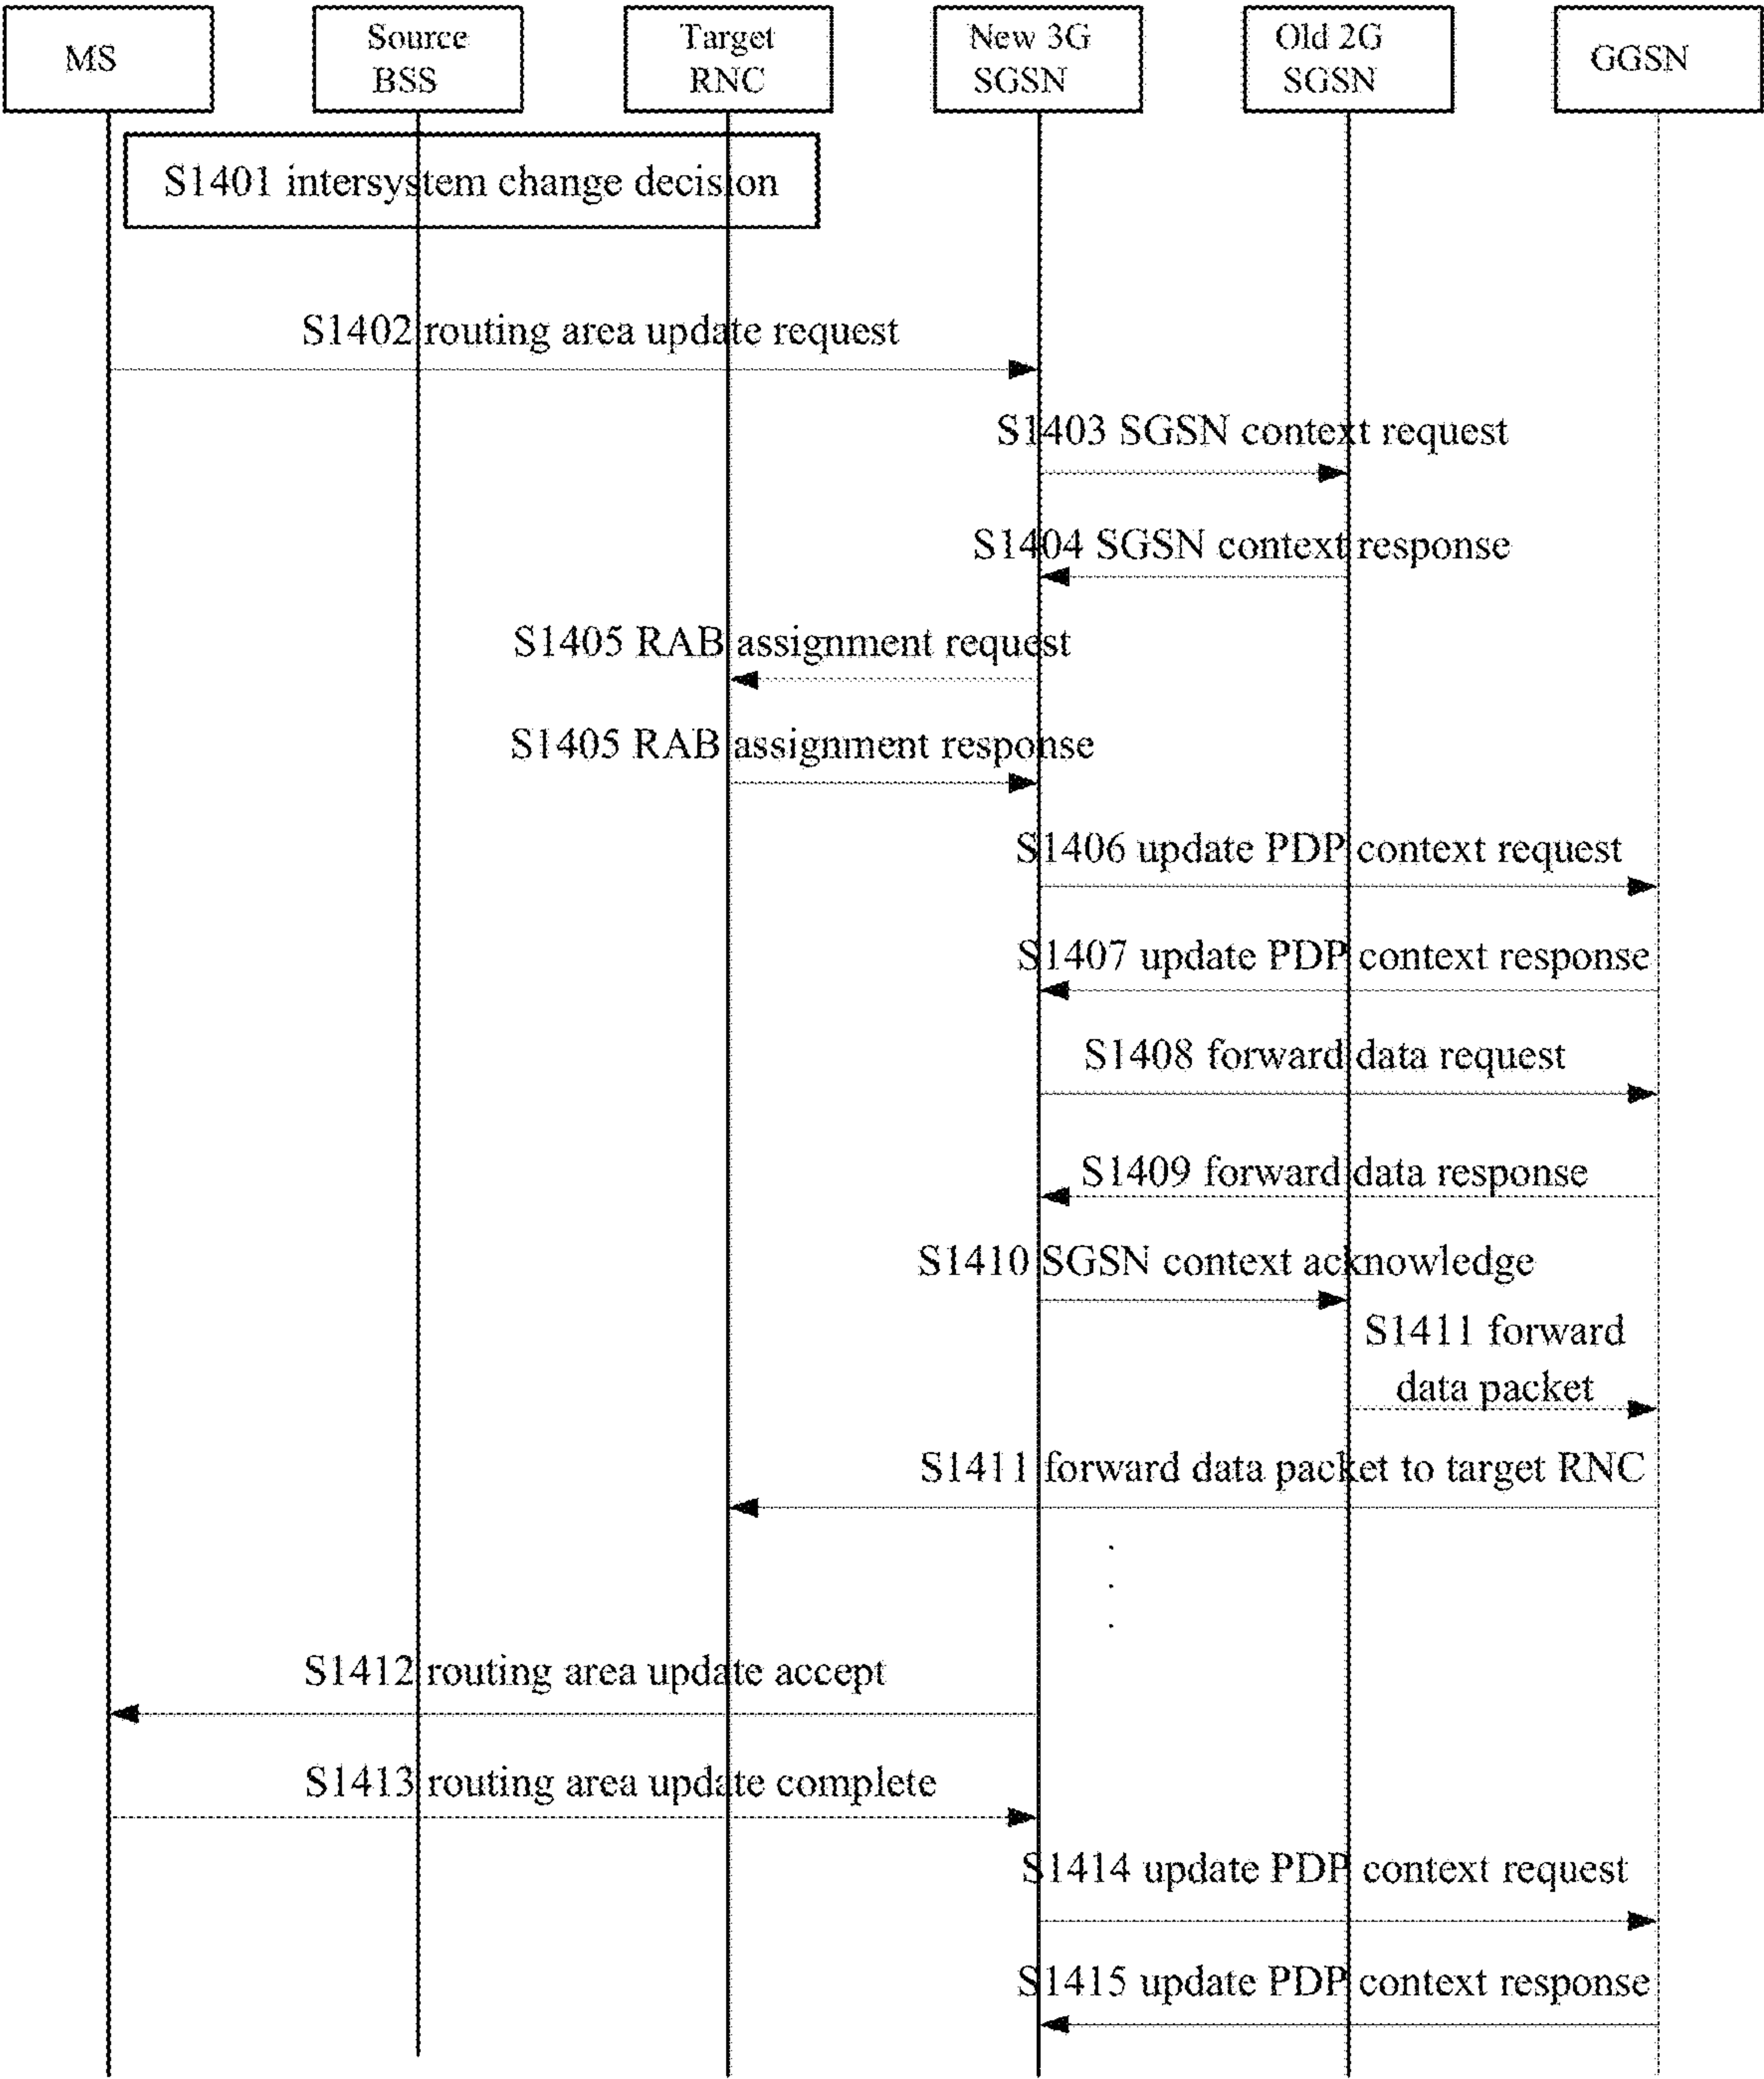 MS
Source
BSS
Target
RNC
New 3G
SGSN
Old 2G
SGSN
GGSN
S1401 intersystem change decision
S1402 routing area update request
S1403 SGSN context request
S1404 SGSN context response
S1405 RAB assignment request
S1405 RAB assignment response
S1406 update PDP context request
S1407 update PDP context response
S1408 forward data request
S1409 forward data response
S1410 SGSN context acknowledge
S1411 forward
data packet
S1411 forward data packet to target RNC
S1412 routing area update accept
S1413 routing area update complete
S1414 update PDP context request
S1415 update PDP context response